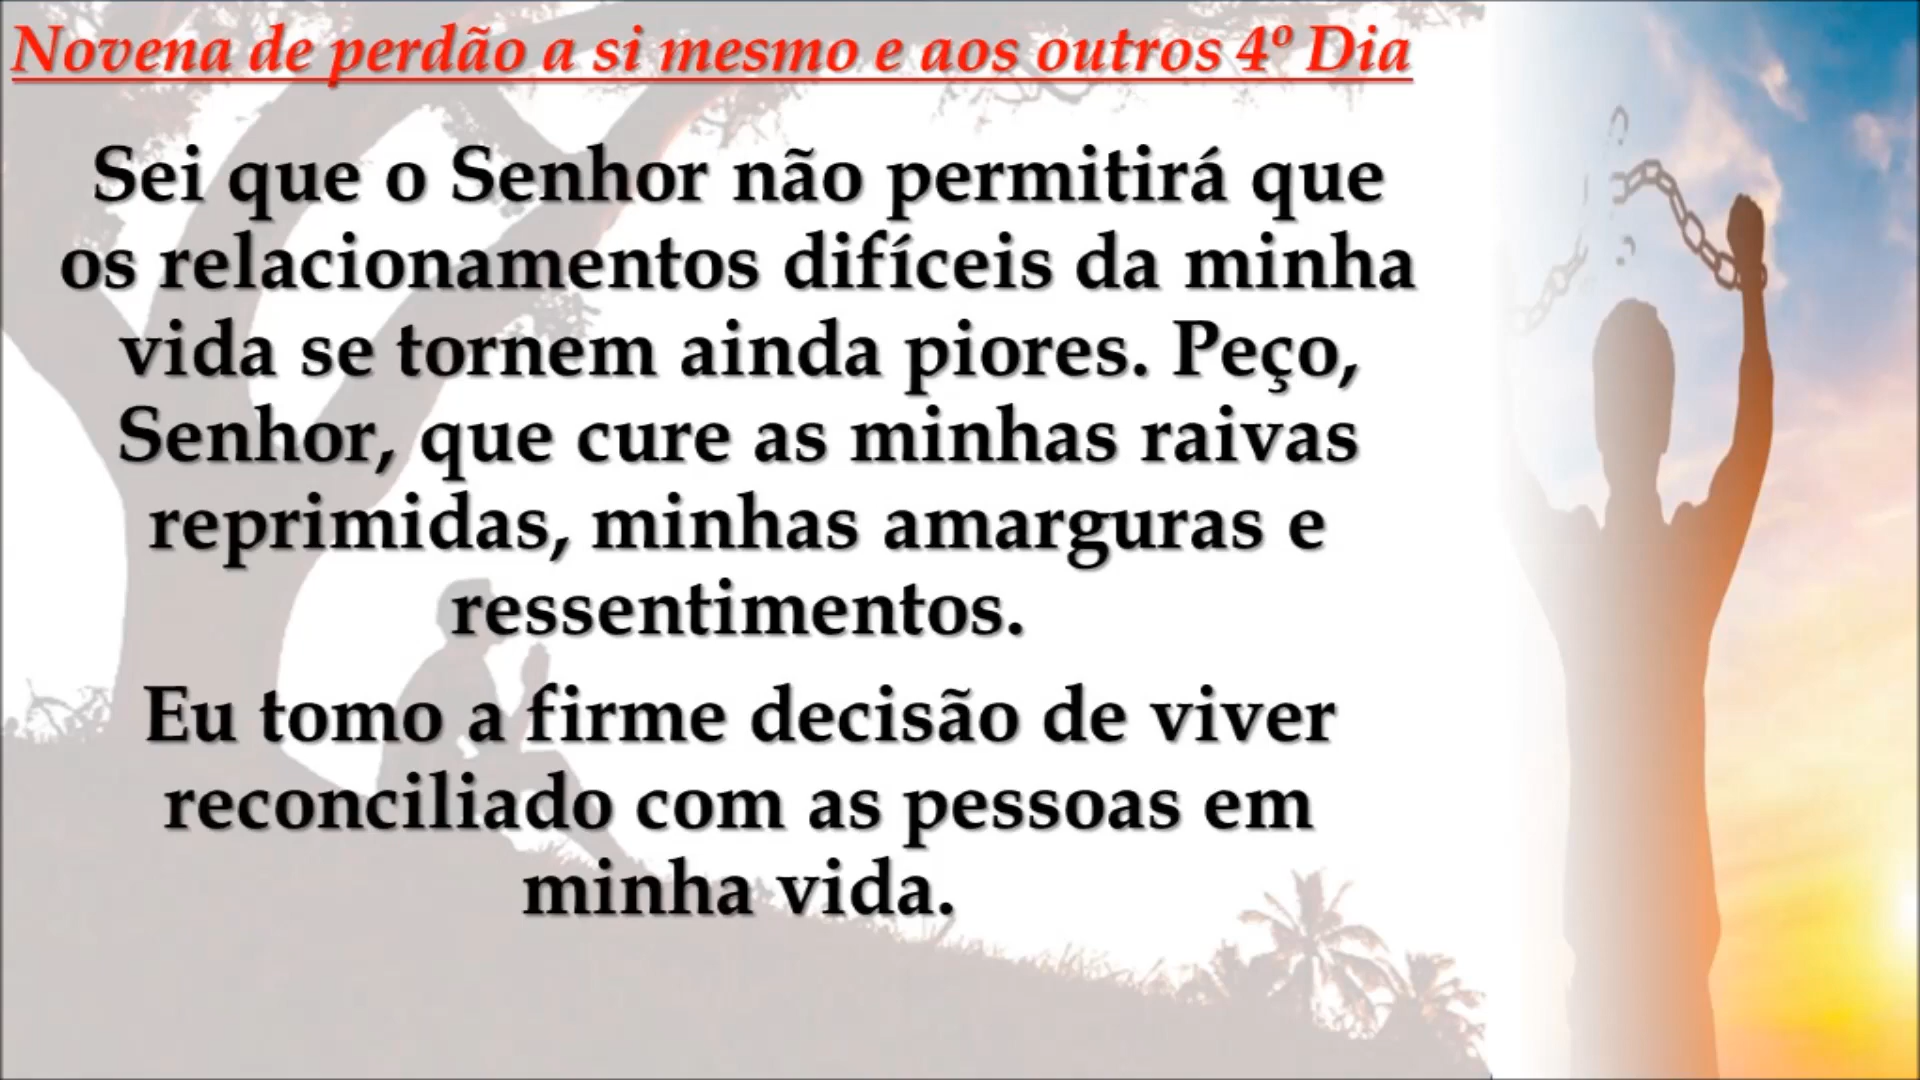 Novena de perdão a si mesmo e aos outros 4º Dia
Sei que o Senhor não permitirá que
os relacionamentos difíceis da minha
vida se tornem ainda piores. Peço,
Senhor, que cure as minhas raivas
reprimidas, minhas amarguras e
ressentimentos.
Eu tomo a firme decisão de viver
reconciliado com as pessoas em
minha vida.